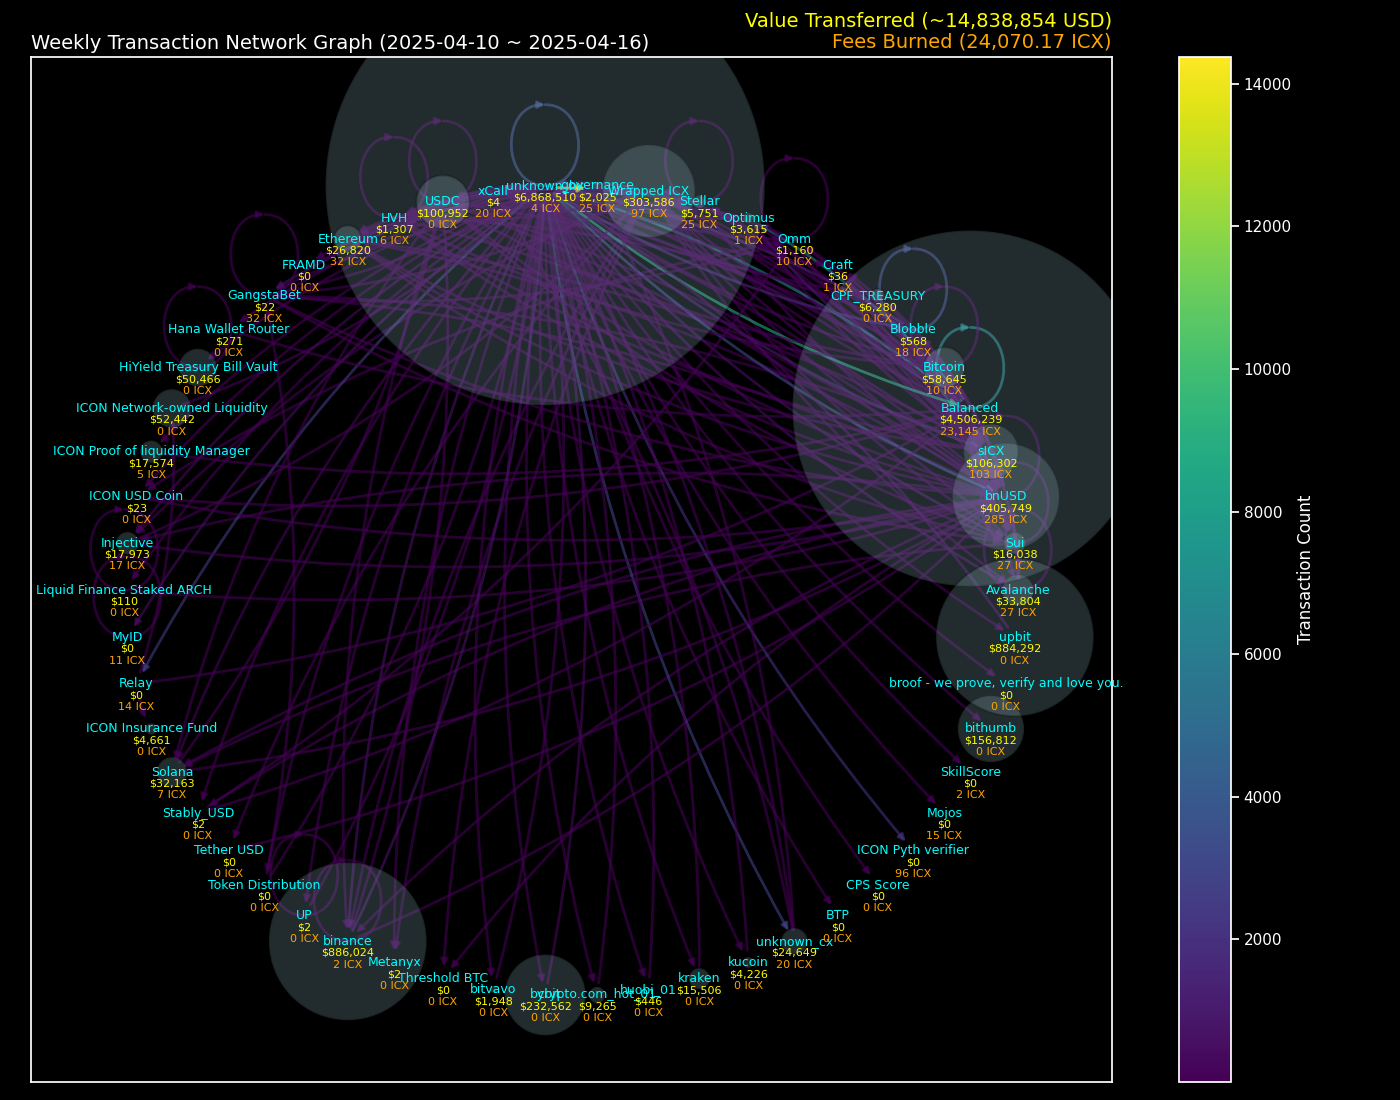 Value Transferred (~14,838,854 USD)
Weekly Transaction Network Graph (2025-04-10 ~ 2025-04-16)
Fees Burned (24,070.17 ICX)
xCall
$4
20 ICX
$6,868,510
4 ICX
governance
$2,025
25 ICX
Wrapped ICX
$303,586
97 ICX
USDC
$100,952
0 ICX
Stellar
$5,751
25 ICX
HVH
$1,307
6 ICX
Optimus
$3,615
1 ICX
Ethereum
$26,820
32 ICX
Omm
$1,160
10 ICX
FRAMD
$0
0 ICX
Craft
$36
1 ICX
GangstaBet
$22
32 ICX
CPF_TREASURY
$6,280
0 ICX
Hana Wallet Router
$271
0 ICX
Blobble
$568
18 ICX
HiYield Treasury Bill Vault
$50,466
0 ICX
Bitcoin
$58,645
10 ICX
ICON Network-owned Liquidity
$52,442
0 ICX
Balanced
$4,506,239
23,145 ICX
ICON Proof of liquidity Manager
$17,574
5 ICX
sICX
$106,302
103 ICX
ICON USD Coin
$23
0 ICX
bnUSD
$405,749
285 ICX
Injective
$17,973
17 ICX
Sui
$16,038
27 ICX
Liquid Finance Staked ARCH
$110
0 ICX
Avalanche
$33,804
27 ICX
MyID
$0
11 ICX
upbit
$884,292
0 ICX
Relay
$0
14 ICX
broof - we prove, verify and love you.
$0
0 ICX
ICON Insurance Fund
$4,661
0 ICX
bithumb
$156,812
0 ICX
Solana
$32,163
7 ICX
SkillScore
$0
2 ICX
Stably_USD
$2
0 ICX
Mojos
$0
15 ICX
Tether USD
$0
0 ICX
ICON Pyth verifier
$0
96 ICX
Token Distribution
$0
0 ICX
CPS Score
$0
0 ICX
UP
$2
0 ICX
BTP
$0
0 ICX
binance
$886,024
2 ICX
unknown_cx
$24,649
20 ICX
Metanyx
$2
0 ICX
kucoin
$4,226
0 ICX
Threshold BTC
$0
0 ICX
kraken
$15,506
0 ICX
bitvavo
$1,948
0 ICX
$232,562
0 ICX
crypto.com_hot_01
$9,265
0 ICX
huobi_01
$446
0 ICX
14000
12000
10000
8000
6000
4000
2000
Transaction Count